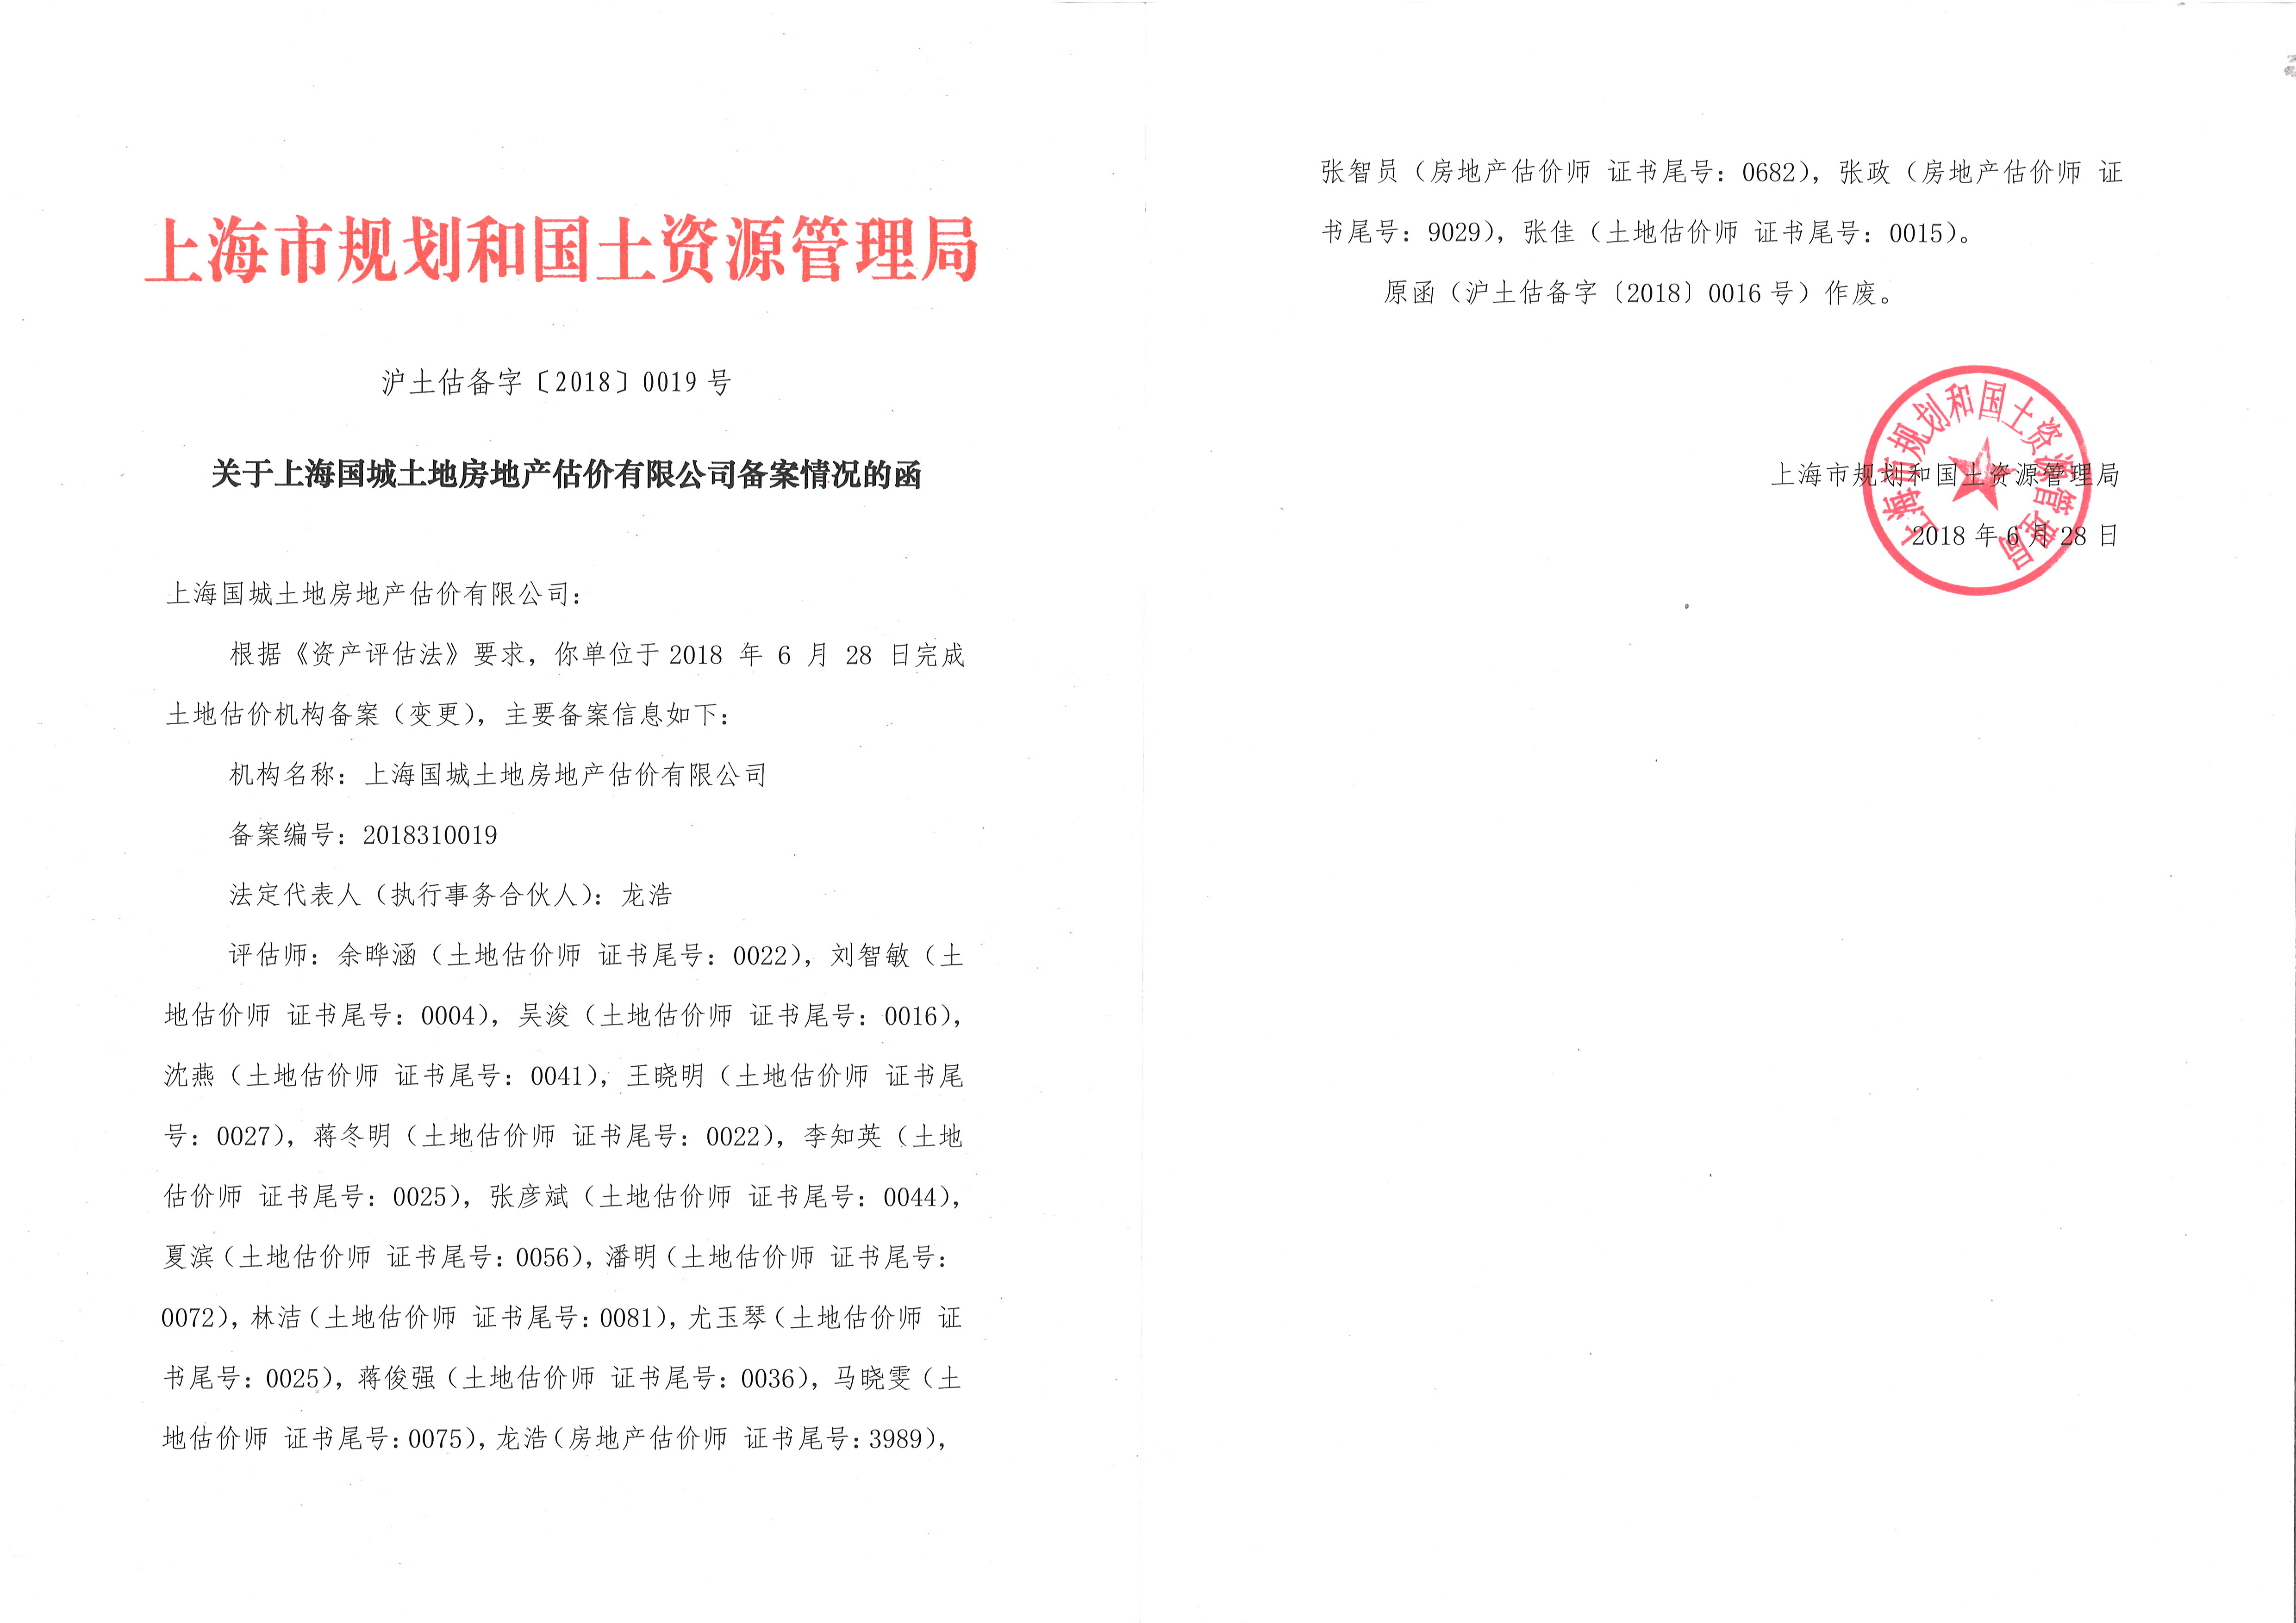 上海市规划和国土资源管理局
沪土估备字〔2018〕0019 号
关于上海国城土地房地产估价有限公司备案情况的函
上海国城土地房地产估价有限公司：
根据《资产评估法》要求，你单位于 2018 年 6 月 28 日完成
土地估价机构备案（变更），主要备案信息如下：
机构名称：上海国城土地房地产估价有限公司
备案编号：2018310019
法定代表人（执行事务合伙人）：龙浩
评估师：余晔涵（土地估价师 证书尾号：0022），刘智敏（土
地估价师 证书尾号：0004），吴浚（土地估价师 证书尾号：0016），
沈燕（土地估价师 证书尾号：0041），王晓明（土地估价师 证书尾
号：0027），蒋冬明（土地估价师 证书尾号：0022），李知英（土地
估价师 证书尾号：0025），张彦斌（土地估价师 证书尾号：0044），
夏滨（土地估价师 证书尾号：0056），潘明（土地估价师 证书尾号：
0072），林洁（土地估价师 证书尾号：0081），尤玉琴（土地估价师 证
书尾号：0025），蒋俊强（土地估价师 证书尾号：0036），马晓雯（土
地估价师 证书尾号：0075），龙浩（房地产估价师 证书尾号：3989），
张智员（房地产估价师 证书尾号：0682），张政（房地产估价师 证
书尾号：9029），张佳（土地估价师 证书尾号：0015）。
原函（沪土估备字〔2018〕0016 号）作废。
上海市规划和国土资源管理局
上海市规划和国土资源管理局
2018 年 6 月 28 日